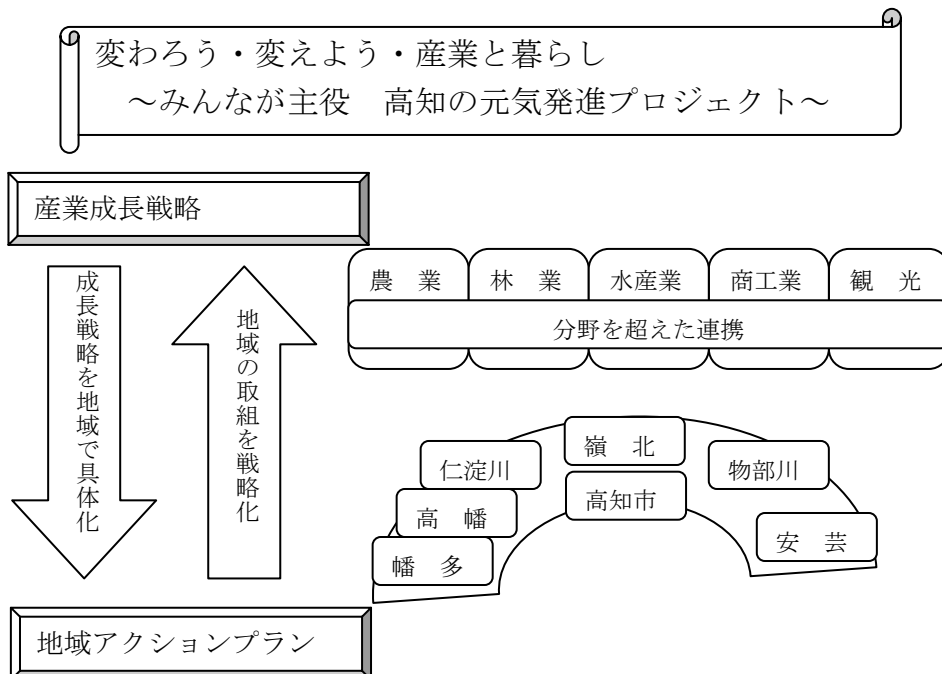 変わろう・変えよう・産業と暮らし
～みんなが主役　高知の元気発進プロジェクト～
産業成長戦略
成長戦略を地域で具体化
地域の取組を戦略化
農　業
林　業
水産業
商工業
観　光
分野を超えた連携
嶺　北
仁淀川
物部川
高知市
高　幡
安　芸
幡　多
地域アクションプラン